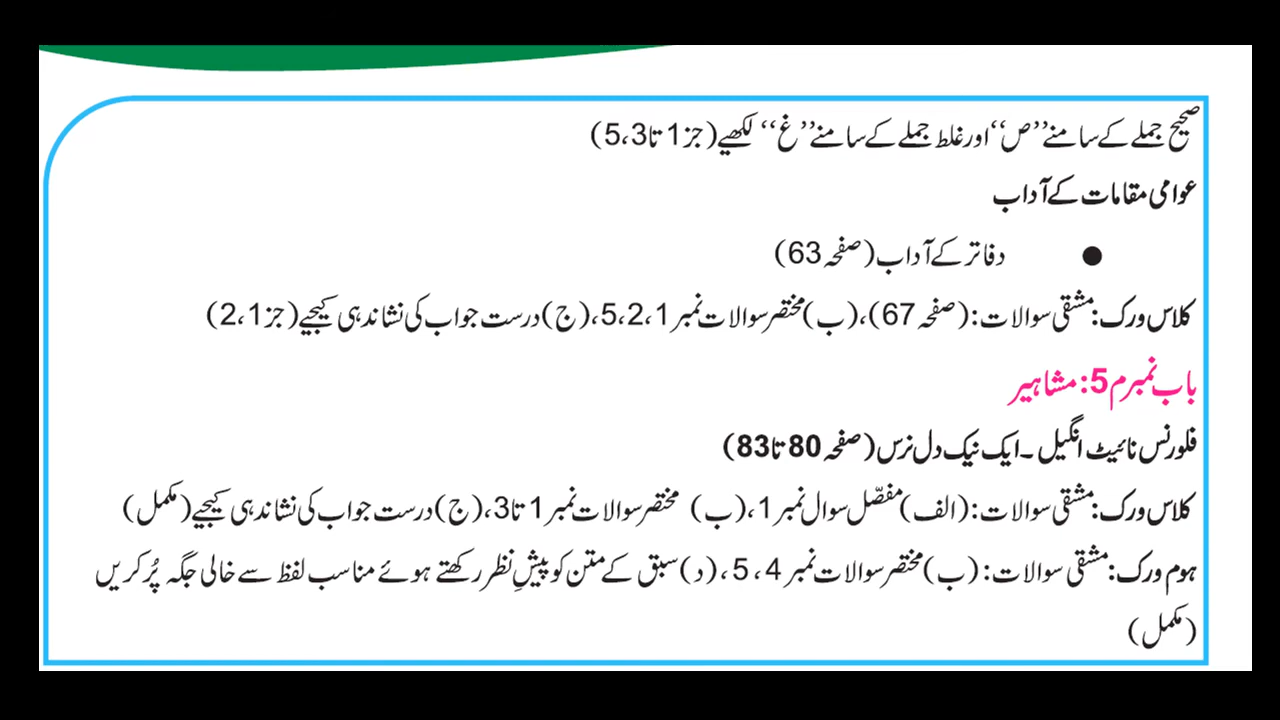 صحیح جملے کے سامنے ’’ص‘‘ اور غلط جملے کے سامنے ’’غ‘‘ لکھیے (جز 1 تا 3، 5)
عوامی مقامات کے آداب
● دفاتر کے آداب (صفحہ 63)
کلاس ورک: مشقی سوالات: (صفحہ 67)، (ب) مختصر سوالات نمبر 1، 2، 5، (ج) درست جواب کی نشاندہی کیجیے (جز 1، 2)
باب نمبرم 5: مشاہیر
فلورنس نائیٹ انگیل ۔ ایک نیک دل نرس (صفحہ 80 تا 83)
کلاس ورک: مشقی سوالات: (الف) مفصّل سوال نمبر 1، (ب) مختصر سوالات نمبر 1 تا 3، (ج) درست جواب کی نشاندہی کیجیے (مکمل)
ہوم ورک: مشقی سوالات: (ب) مختصر سوالات نمبر 4، 5، (د) سبق کے متن کو پیشِ نظر رکھتے ہوئے مناسب لفظ سے خالی جگہ پُر کریں
(مکمل)